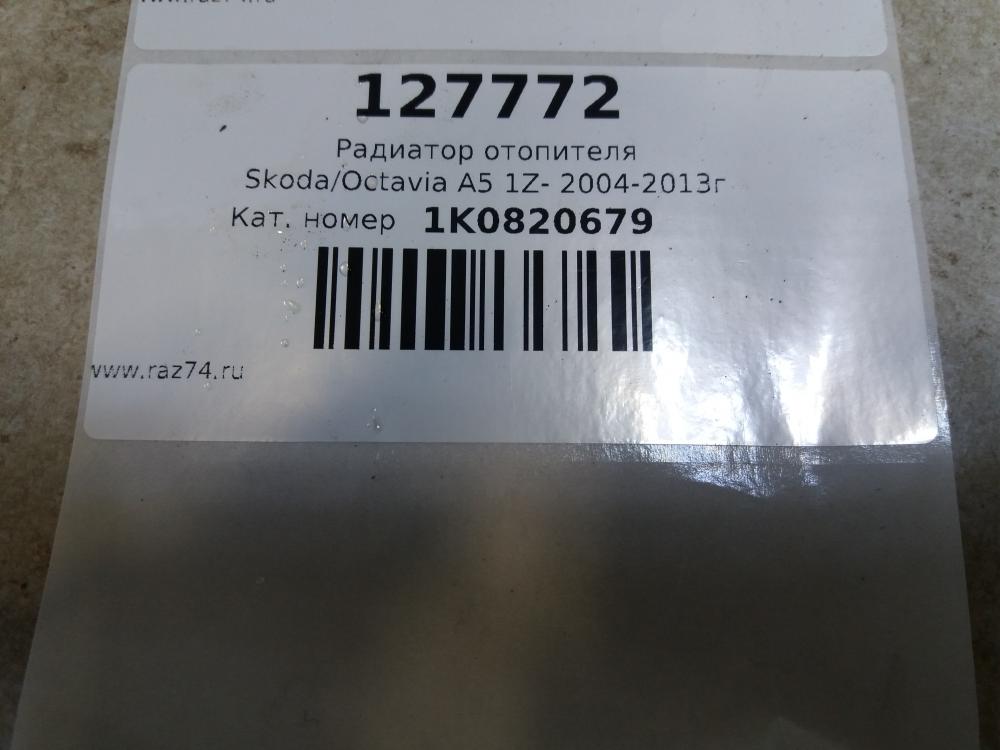 127772
Радиатор отопителя
Skoda/Octavia A5 1Z- 2004-2013г
Кат. номер 1K0820679
www.raz74.ru